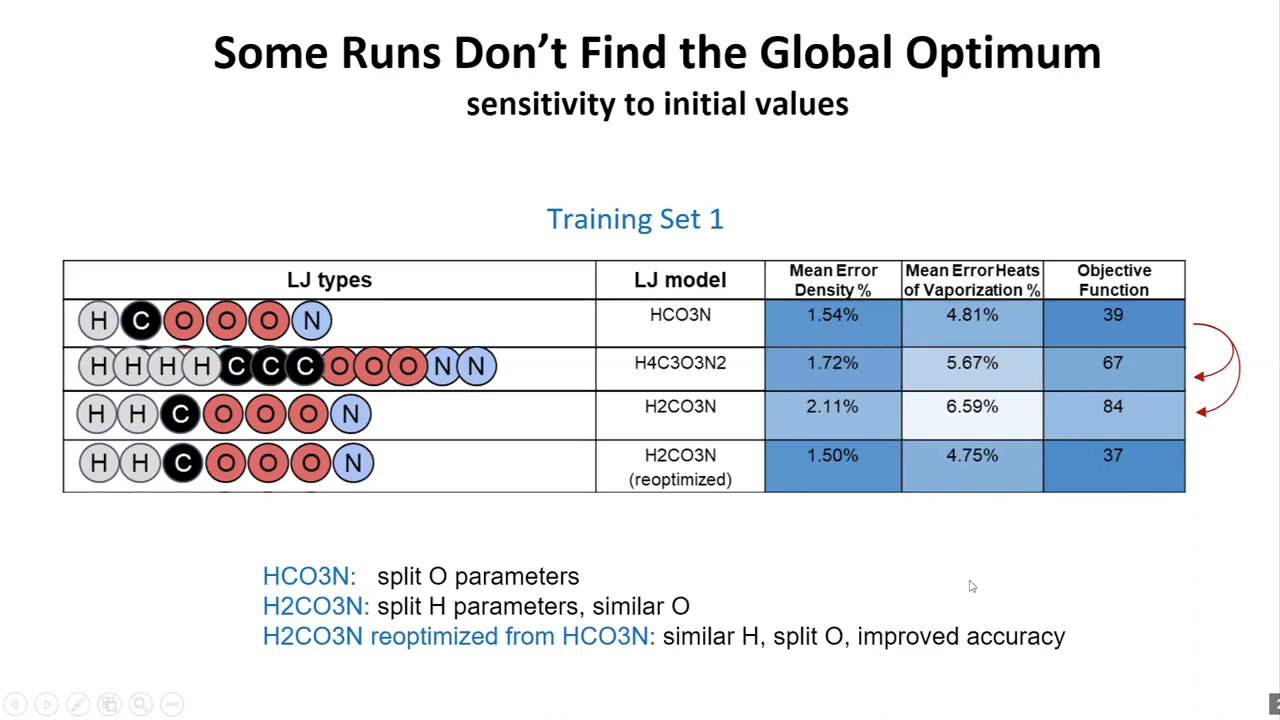 Some Runs Don't Find the Global Optimum
sensitivity to initial values
Training Set 1
LJ types
LJ model
Mean Error
Density %
Mean Error Heats
of Vaporization %
Objective
Function
H C O O O N
HCO3N
1.54%
4.81%
39
H H H H C C C O O O N N
H4C3O3N2
1.72%
5.67%
67
H H C O O O N
H2CO3N
2.11%
6.59%
84
H H C O O O N
H2CO3N
(reoptimized)
1.50%
4.75%
37
HCO3N: split O parameters
H2CO3N: split H parameters, similar O
H2CO3N reoptimized from HCO3N: similar H, split O, improved accuracy